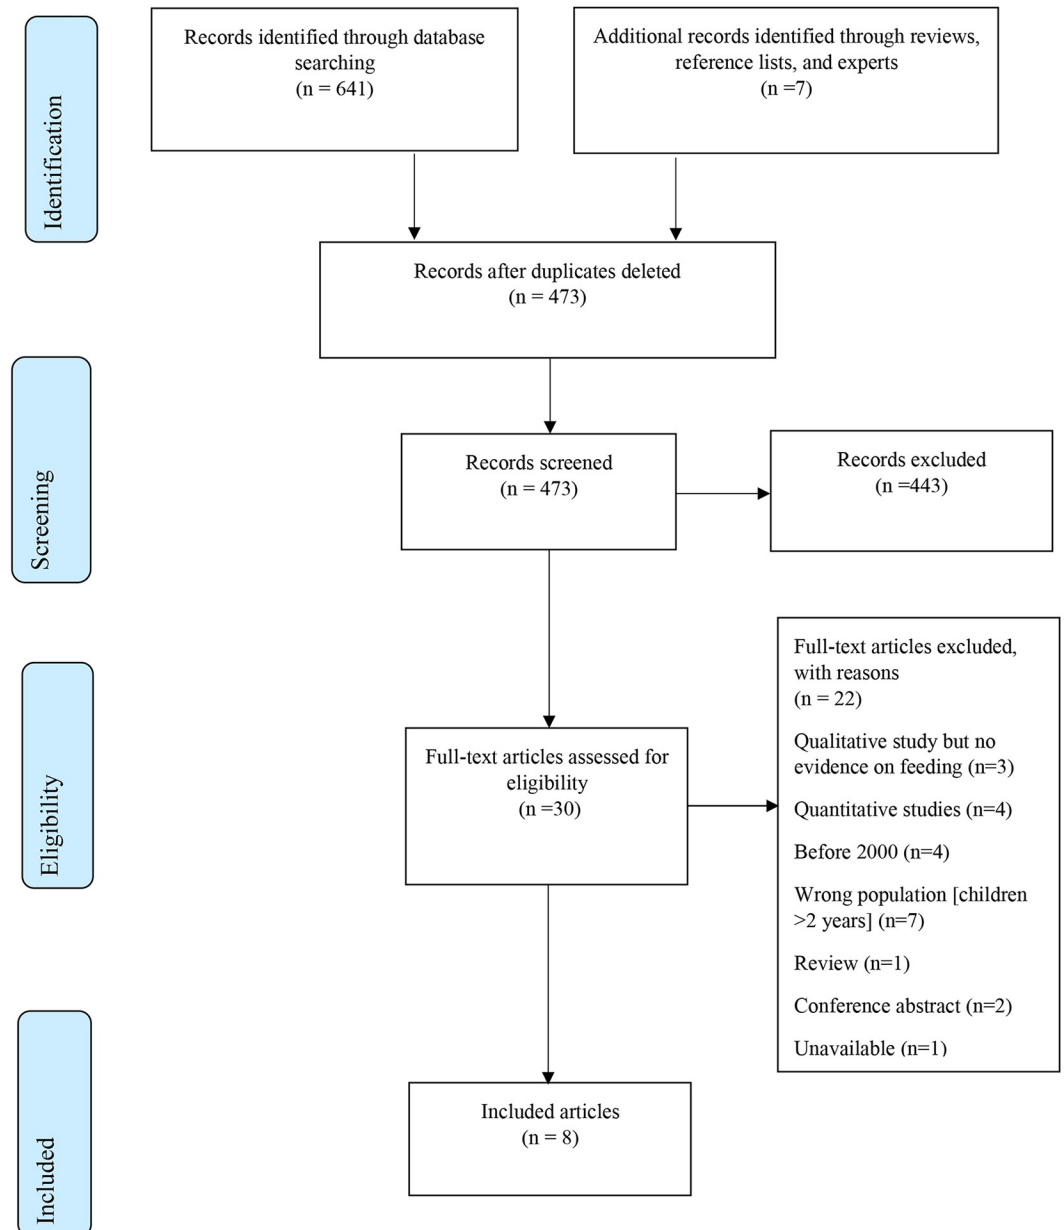 Identification
Records identified through database
searching
(n = 641)
Additional records identified through reviews,
reference lists, and experts
(n =7)
Records after duplicates deleted
(n = 473)
Screening
Records screened
(n = 473)
Records excluded
(n =443)
Eligibility
Full-text articles assessed for
eligibility
(n =30)
Full-text articles excluded,
with reasons
(n = 22)
Qualitative study but no
evidence on feeding (n=3)
Quantitative studies (n=4)
Before 2000 (n=4)
Wrong population [children
>2 years] (n=7)
Review (n=1)
Conference abstract (n=2)
Unavailable (n=1)
Included
Included articles
(n = 8)